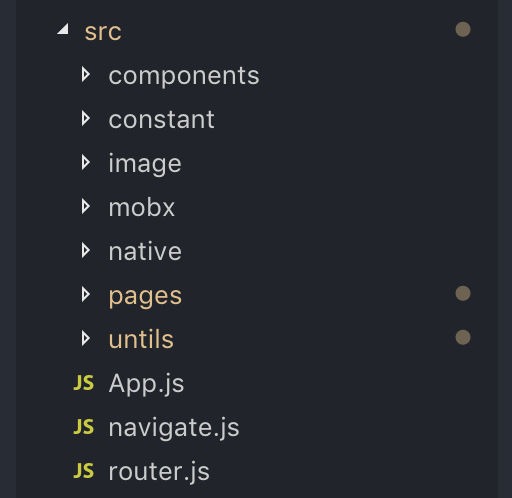 src
components
constant
image
mobx
native
pages
untils
JS App.js
JS navigate.js
JS router.js